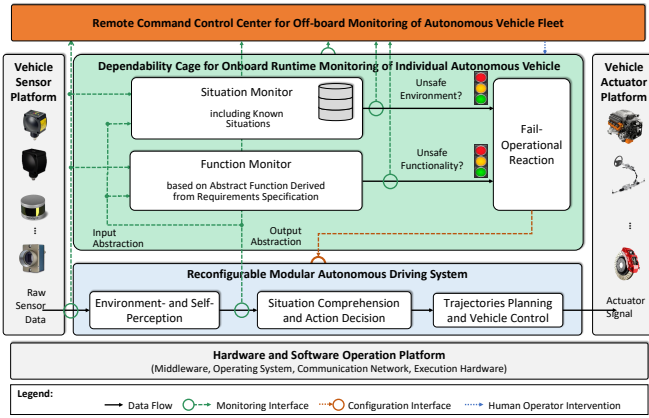 Remote Command Control Center for Off-board Monitoring of Autonomous Vehicle Fleet
Vehicle
Sensor
Platform
Dependability Cage for Onboard Runtime Monitoring of Individual Autonomous Vehicle
Vehicle
Actuator
Platform
Situation Monitor
including Known
Situations
Unsafe
Environment?
Function Monitor
based on Abstract Function Derived
from Requirements Specification
Unsafe
Functionality?
Fail-
Operational
Reaction
Input
Abstraction
Output
Abstraction
Reconfigurable Modular Autonomous Driving System
Raw
Sensor
Data
Environment- and Self-
Perception
Situation Comprehension
and Action Decision
Trajectories Planning
and Vehicle Control
Actuator
Signal
Hardware and Software Operation Platform
(Middleware, Operating System, Communication Network, Execution Hardware)
Legend:
Data Flow
Monitoring Interface
Configuration Interface
Human Operator Intervention